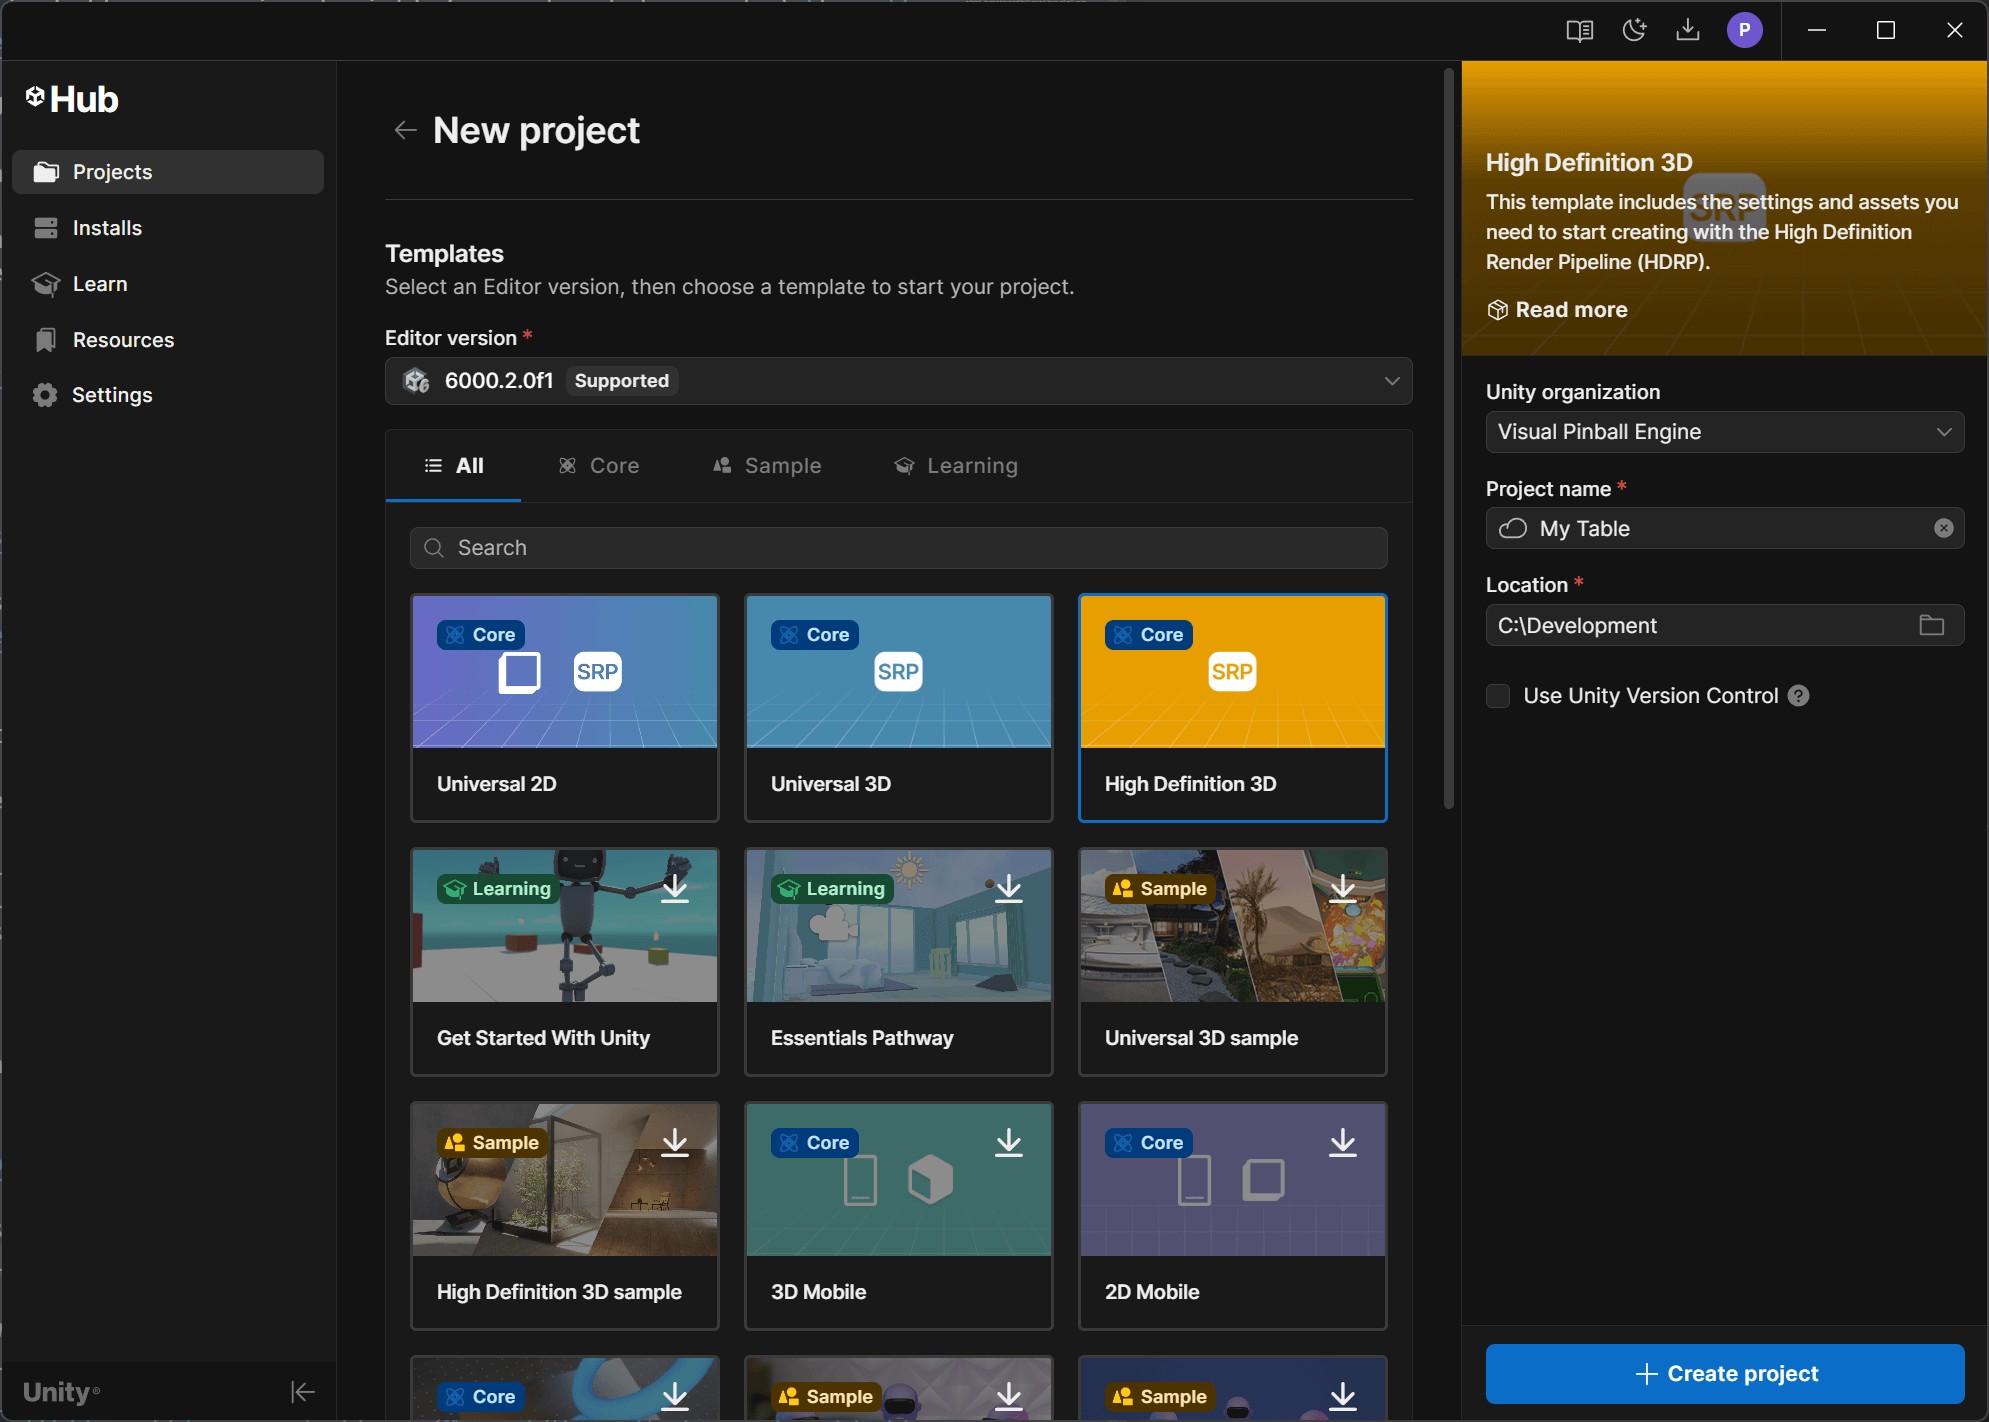 P
Hub
Projects
Installs
Learn
Resources
Settings
Unity®
New project
Templates
Select an Editor version, then choose a template to start your project.
Editor version *
6000.2.0f1 Supported
All Core Sample Learning
Search
Core Core Core
SRP SRP SRP
Universal 2D Universal 3D High Definition 3D
Learning Learning Sample
Get Started With Unity Essentials Pathway Universal 3D sample
Sample Core Core
High Definition 3D sample 3D Mobile 2D Mobile
Core Sample Sample
High Definition 3D
SRP
This template includes the settings and assets you
need to start creating with the High Definition
Render Pipeline (HDRP).
Read more
Unity organization
Visual Pinball Engine
Project name *
My Table
Location *
C:\Development
Use Unity Version Control ?
Create project